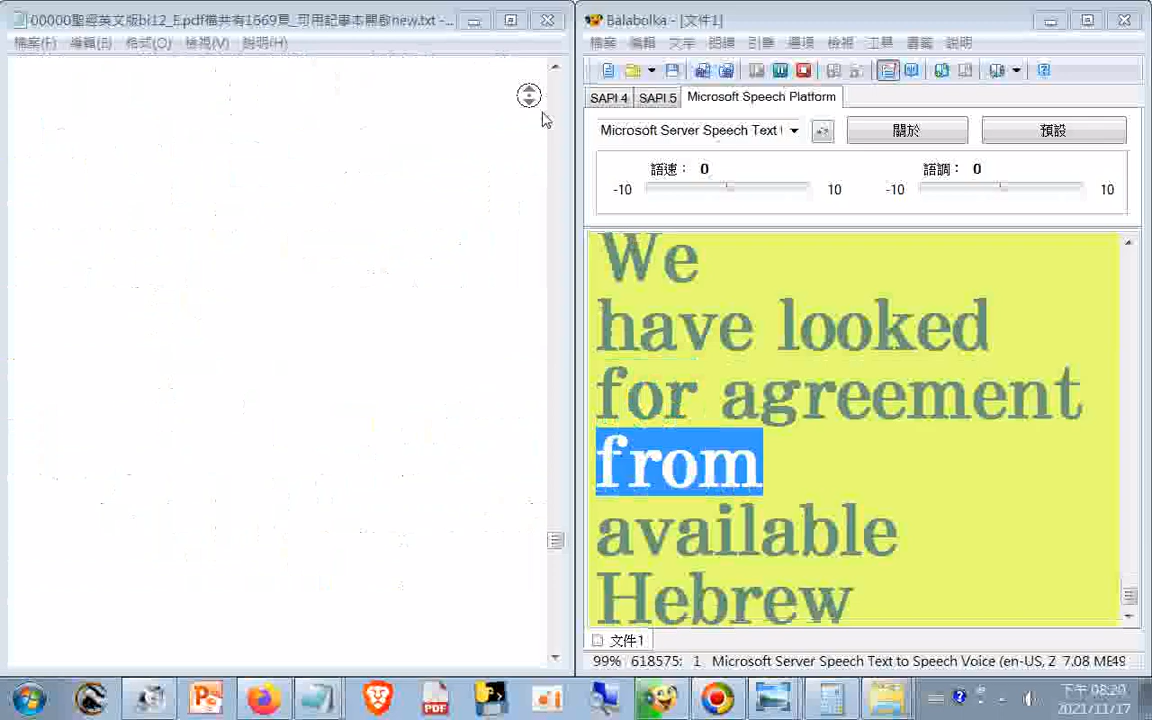 00000聖經英文版bi12_E.pdf檔共有1669頁_可用記事本開啟new.txt -...
檔案(F) 編輯(E) 格式(O) 檢視(V) 說明(H)
Balabolka - [文件1]
檔案 編輯 文字 朗讀 引擎 選項 檢視 工具 書籤 說明
SAPI 4 SAPI 5 Microsoft Speech Platform
Microsoft Server Speech Text
關於 預設
語速： 0 語調： 0
-10 10 -10 10
We
have looked
for agreement
from
available
Hebrew
文件1
99% 618575: 1 Microsoft Server Speech Text to Speech Voice (en-US, Z 7.08 ME49
PDF
下午 08:20
2021/11/17